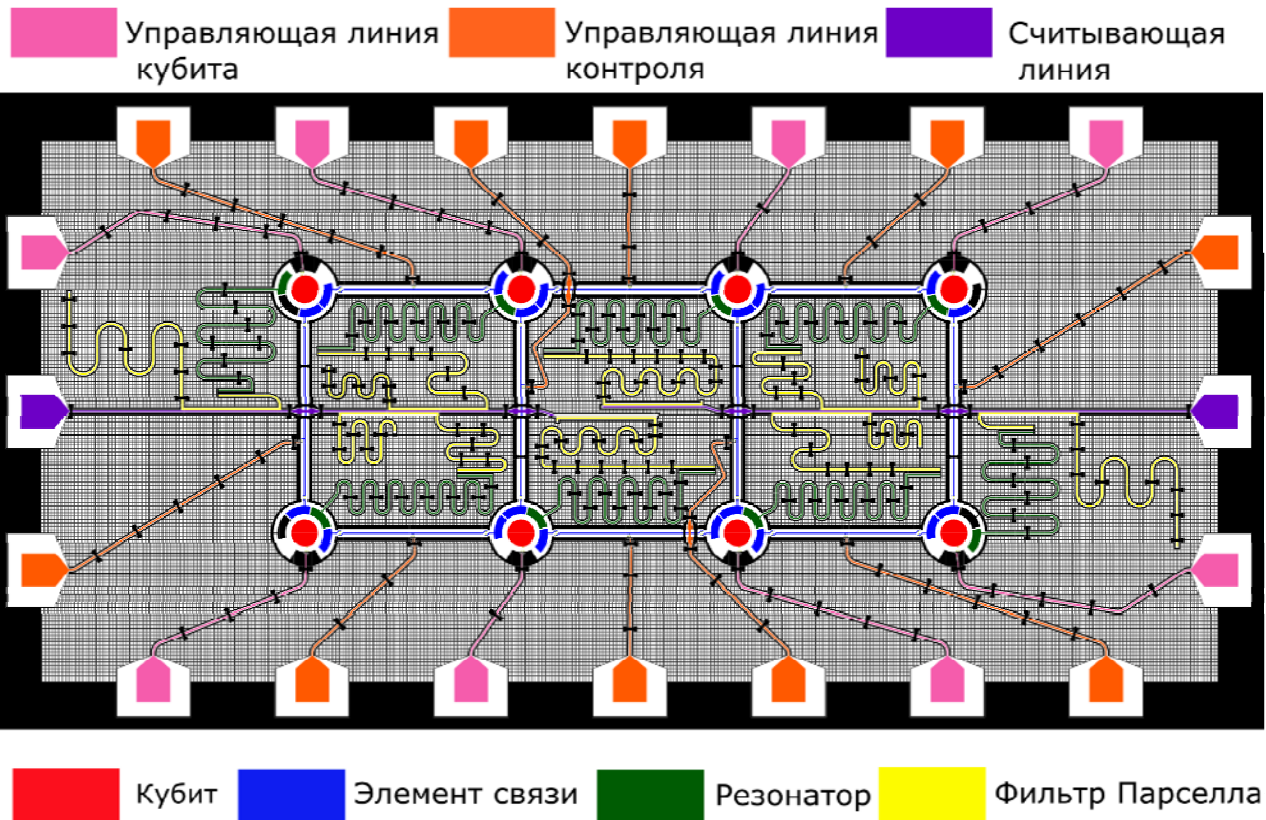 Управляющая линия
кубита
Управляющая линия
контроля
Считывающая
линия
Кубит
Элемент связи
Резонатор
Фильтр Парселла